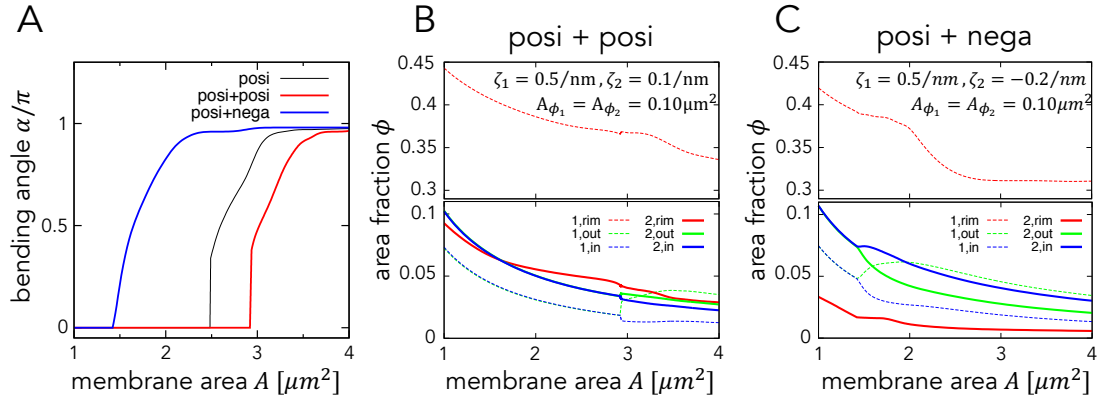 A
bending angle α/π
1
0.5
0
posi
posi+posi
posi+nega
1 2 3 4
membrane area A [μm²]
B
posi + posi
area fraction ϕ
0.45
0.4
0.35
0.3
ζ₁ = 0.5/nm , ζ₂ = 0.1/nm
A_ϕ₁ = A_ϕ₂ = 0.10μm²
0.1
0.05
0
1,rim 2,rim
1,out 2,out
1,in 2,in
1 2 3 4
membrane area A [μm²]
C
posi + nega
area fraction ϕ
0.45
0.4
0.35
0.3
ζ₁ = 0.5/nm , ζ₂ = −0.2/nm
A_ϕ₁ = A_ϕ₂ = 0.10μm²
0.1
0.05
0
1,rim 2,rim
1,out 2,out
1,in 2,in
1 2 3 4
membrane area A [μm²]